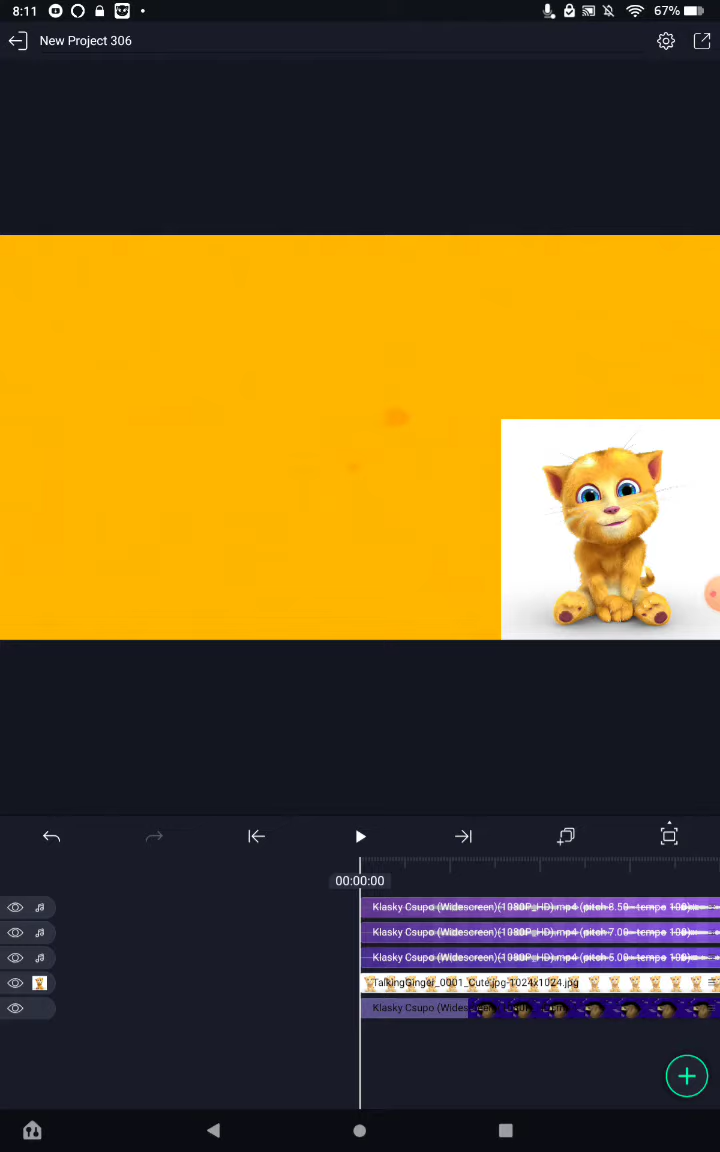 8:11
67%
New Project 306
00:00:00
Klasky Csupo (Widescreen)(1080P_HD).mp4 (pitch 8.50 - tempo 100)
Klasky Csupo (Widescreen)(1080P_HD).mp4 (pitch 7.00 - tempo 100)
Klasky Csupo (Widescreen)(1080P_HD).mp4 (pitch 5.00 - tempo 100)
TalkingGinger_0001_Cute.jpg-1024x1024.jpg
Klasky Csupo (Widescreen)